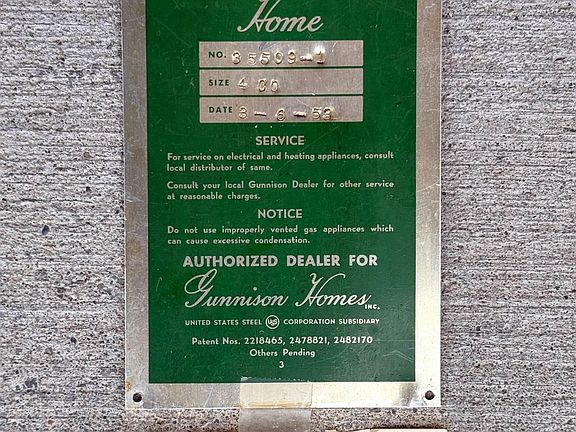 Home
NO. 35509-1
SIZE 4 00
DATE 3-6-53
SERVICE
For service on electrical and heating appliances, consult
local distributor of same.
Consult your local Gunnison Dealer for other service
at reasonable charges.
NOTICE
Do not use improperly vented gas appliances which
can cause excessive condensation.
AUTHORIZED DEALER FOR
Gunnison Homes INC.
UNITED STATES STEEL USS CORPORATION SUBSIDIARY
Patent Nos. 2218465, 2478821, 2482170
Others Pending
3